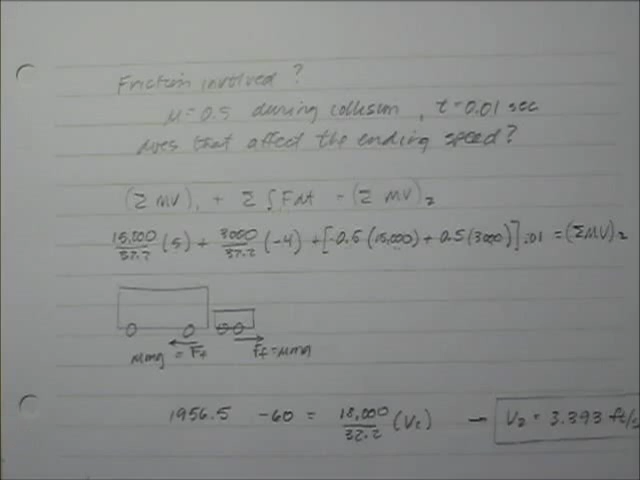 Friction involved?
μ = 0.5 during collision, t = 0.01 sec
does that affect the ending speed?
(Σ MV)₁ + Σ ∫ F dt = (Σ MV)₂
15,000/32.2 (5) + 3000/32.2 (-4) + [-0.5(15,000) + 0.5(3000)] .01 = (ΣMV)₂
μmg = Ff Ff = μmg
1956.5 - 60 = 18,000/32.2 (V₂) → V₂ = 3.393 ft/s